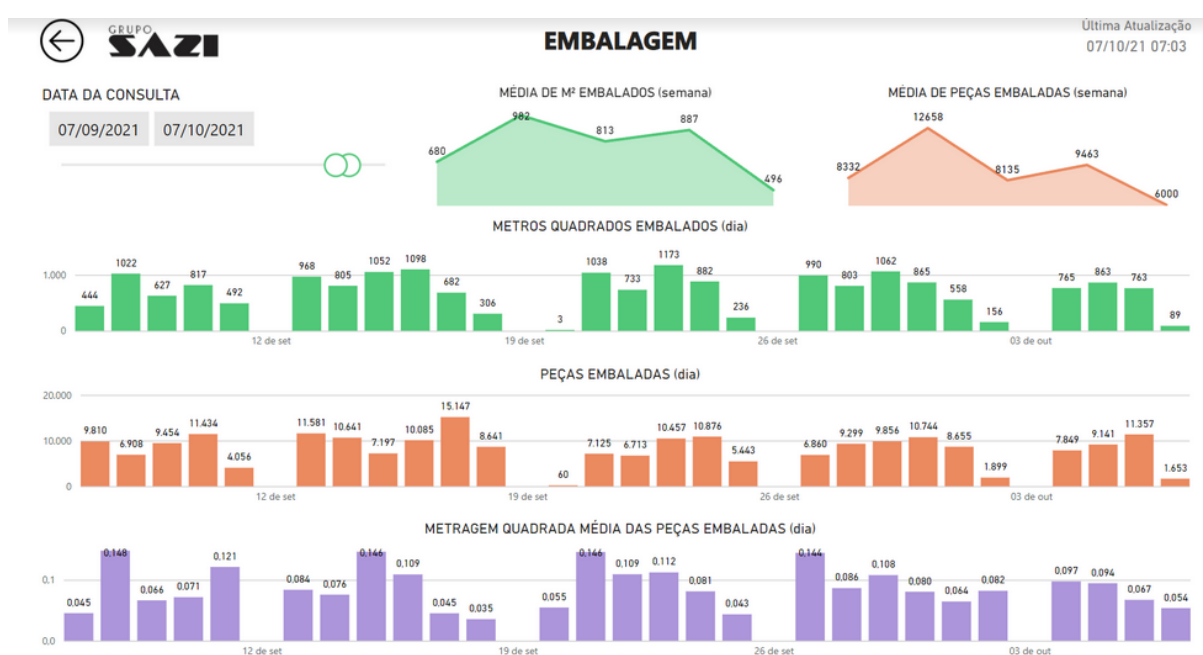 GRUPO
SAZI
EMBALAGEM
Última Atualização
07/10/21 07:03
DATA DA CONSULTA
07/09/2021 07/10/2021
MÉDIA DE M² EMBALADOS (semana)
680 982 813 887 496
MÉDIA DE PEÇAS EMBALADAS (semana)
8332 12658 8135 9463 6000
METROS QUADRADOS EMBALADOS (dia)
1.000
0
444 1022 627 817 492 968 805 1052 1098 682 306 3 1038 733 1173 882 236 990 803 1062 865 558 156 765 863 763 89
12 de set 19 de set 26 de set 03 de out
PEÇAS EMBALADAS (dia)
20.000
10.000
0
9.810 6.908 9.454 11.434 4.056 11.581 10.641 7.197 10.085 15.147 8.641 60 7.125 6.713 10.457 10.876 5.443 6.860 9.299 9.856 10.744 8.655 1.899 7.849 9.141 11.357 1.653
12 de set 19 de set 26 de set 03 de out
METRAGEM QUADRADA MÉDIA DAS PEÇAS EMBALADAS (dia)
0,1
0,0
0,045 0,148 0,066 0,071 0,121 0,084 0,076 0,146 0,109 0,045 0,035 0,055 0,146 0,109 0,112 0,081 0,043 0,144 0,086 0,108 0,080 0,064 0,082 0,097 0,094 0,067 0,054
12 de set 19 de set 26 de set 03 de out